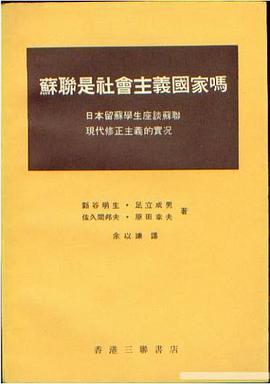 蘇聯是社會主義國家嗎
日本留蘇學生座談蘇聯
現代修正主義的實況
新谷明生・足立成男
佐久間邦夫・原田幸夫
著
余以謙譯
香港三聯書店